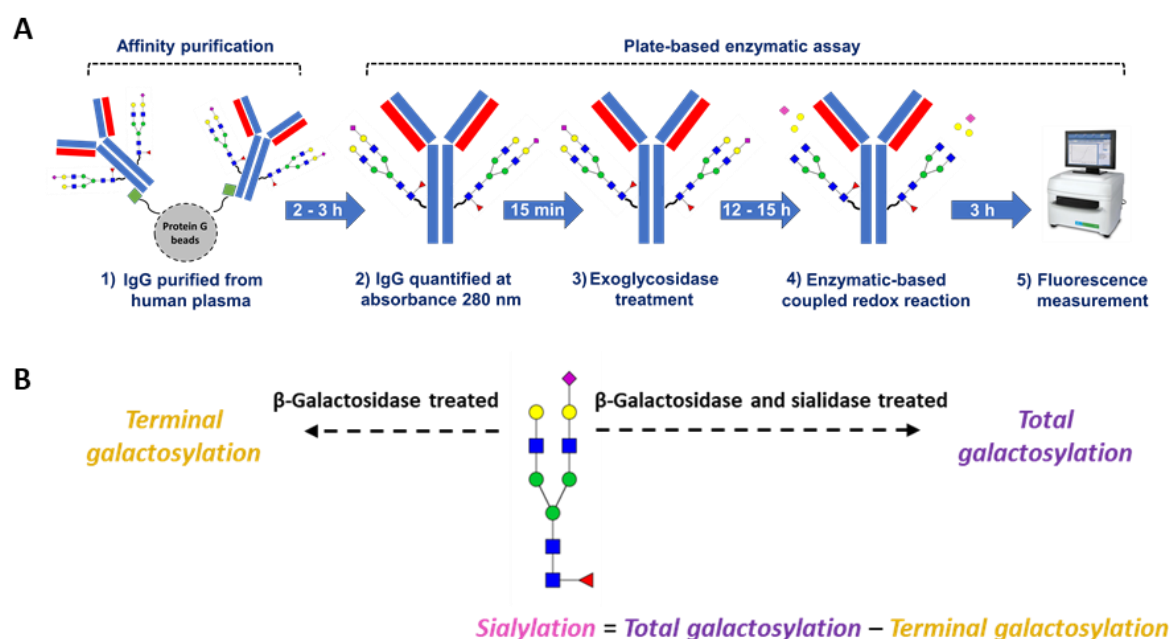 A
Affinity purification
Plate-based enzymatic assay
Protein G
beads
2 - 3 h
15 min
12 - 15 h
3 h
1) IgG purified from
human plasma
2) IgG quantified at
absorbance 280 nm
3) Exoglycosidase
treatment
4) Enzymatic-based
coupled redox reaction
5) Fluorescence
measurement
B
β-Galactosidase treated
β-Galactosidase and sialidase treated
Terminal
galactosylation
Total
galactosylation
Sialylation = Total galactosylation – Terminal galactosylation